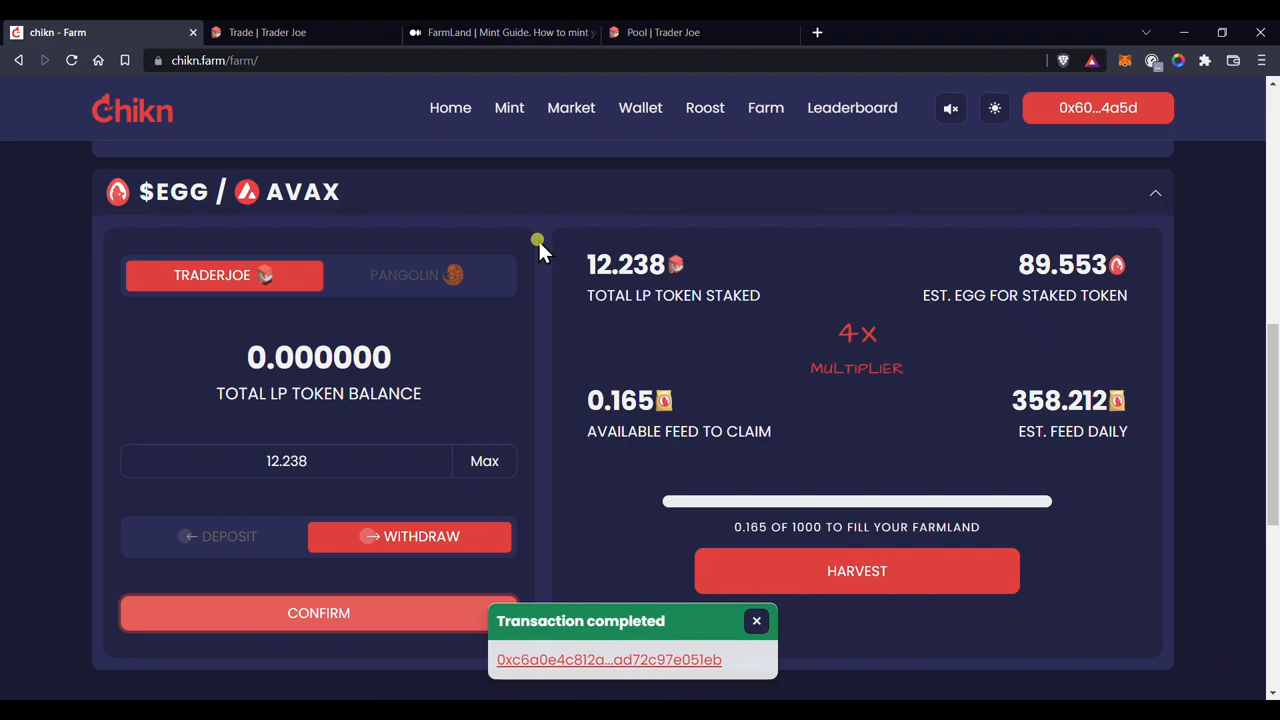 chikn - Farm
Trade | Trader Joe
FarmLand | Mint Guide. How to mint y
Pool | Trader Joe
chikn.farm/farm/
Chikn
Home
Mint
Market
Wallet
Roost
Farm
Leaderboard
0x60...4a5d
$EGG / AVAX
TRADERJOE
PANGOLIN
0.000000
TOTAL LP TOKEN BALANCE
12.238
Max
← DEPOSIT
→ WITHDRAW
CONFIRM
12.238
TOTAL LP TOKEN STAKED
89.553
EST. EGG FOR STAKED TOKEN
4x
MULTIPLIER
0.165
AVAILABLE FEED TO CLAIM
358.212
EST. FEED DAILY
0.165 OF 1000 TO FILL YOUR FARMLAND
HARVEST
Transaction completed
0xc6a0e4c812a...ad72c97e051eb